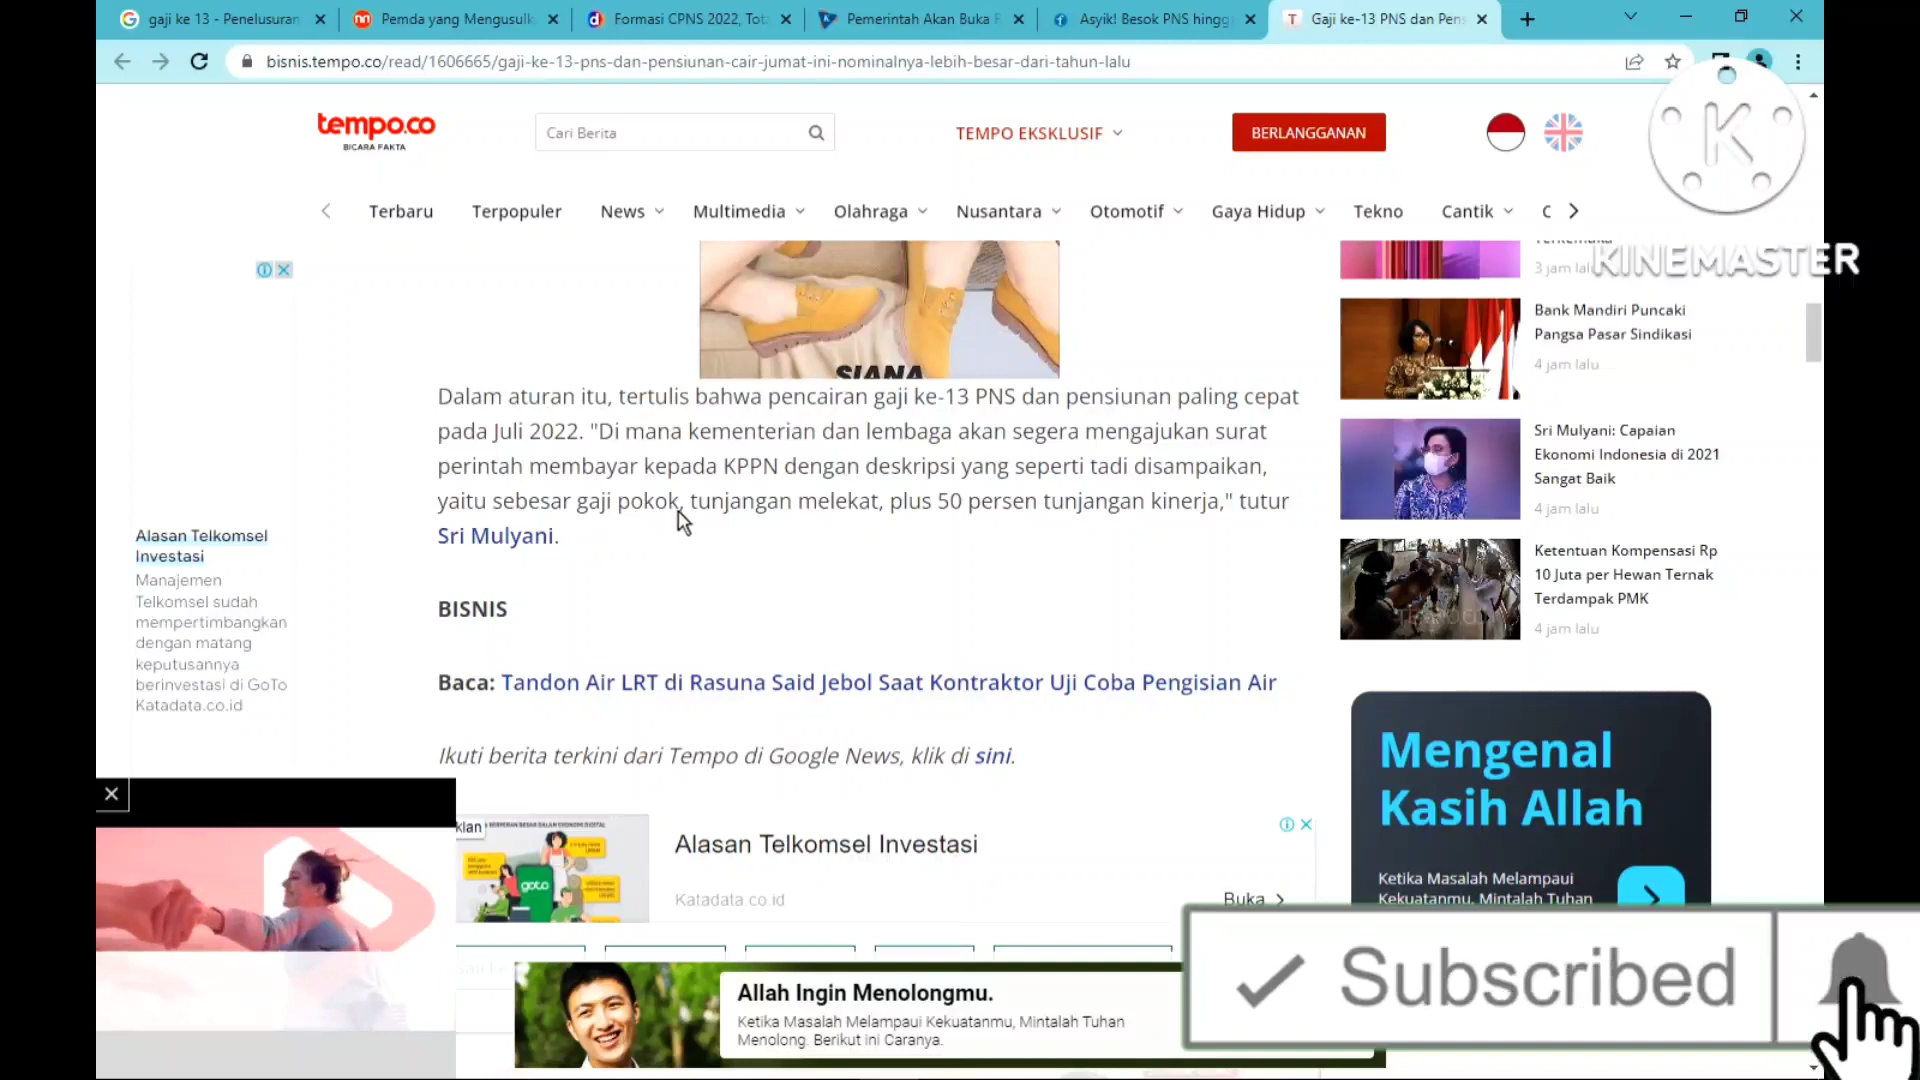 gaji ke 13 - Penelusuran
Pemda yang Mengusulk
Formasi CPNS 2022, Tota
Pemerintah Akan Buka F
Asyik! Besok PNS hingg
Gaji ke-13 PNS dan Pens
bisnis.tempo.co/read/1606665/gaji-ke-13-pns-dan-pensiunan-cair-jumat-ini-nominalnya-lebih-besar-dari-tahun-lalu
tempo.co
BICARA FAKTA
Cari Berita
TEMPO EKSKLUSIF
BERLANGGANAN
K
KINEMASTER
Terbaru
Terpopuler
News
Multimedia
Olahraga
Nusantara
Otomotif
Gaya Hidup
Tekno
Cantik
SIANA
Dalam aturan itu, tertulis bahwa pencairan gaji ke-13 PNS dan pensiunan paling cepat
pada Juli 2022. "Di mana kementerian dan lembaga akan segera mengajukan surat
perintah membayar kepada KPPN dengan deskripsi yang seperti tadi disampaikan,
yaitu sebesar gaji pokok, tunjangan melekat, plus 50 persen tunjangan kinerja," tutur
Sri Mulyani.
BISNIS
Baca: Tandon Air LRT di Rasuna Said Jebol Saat Kontraktor Uji Coba Pengisian Air
Ikuti berita terkini dari Tempo di Google News, klik di sini.
Alasan Telkomsel
Investasi
Manajemen
Telkomsel sudah
mempertimbangkan
dengan matang
keputusannya
berinvestasi di GoTo
Katadata.co.id
3 jam lalu
Bank Mandiri Puncaki
Pangsa Pasar Sindikasi
4 jam lalu
Sri Mulyani: Capaian
Ekonomi Indonesia di 2021
Sangat Baik
4 jam lalu
Ketentuan Kompensasi Rp
10 Juta per Hewan Ternak
Terdampak PMK
4 jam lalu
Mengenal
Kasih Allah
Ketika Masalah Melampaui
Kekuatanmu, Mintalah Tuhan
klan
goto
Alasan Telkomsel Investasi
Katadata.co.id
Buka
Allah Ingin Menolongmu.
Ketika Masalah Melampaui Kekuatanmu, Mintalah Tuhan
Menolong. Berikut Ini Caranya.
Subscribed